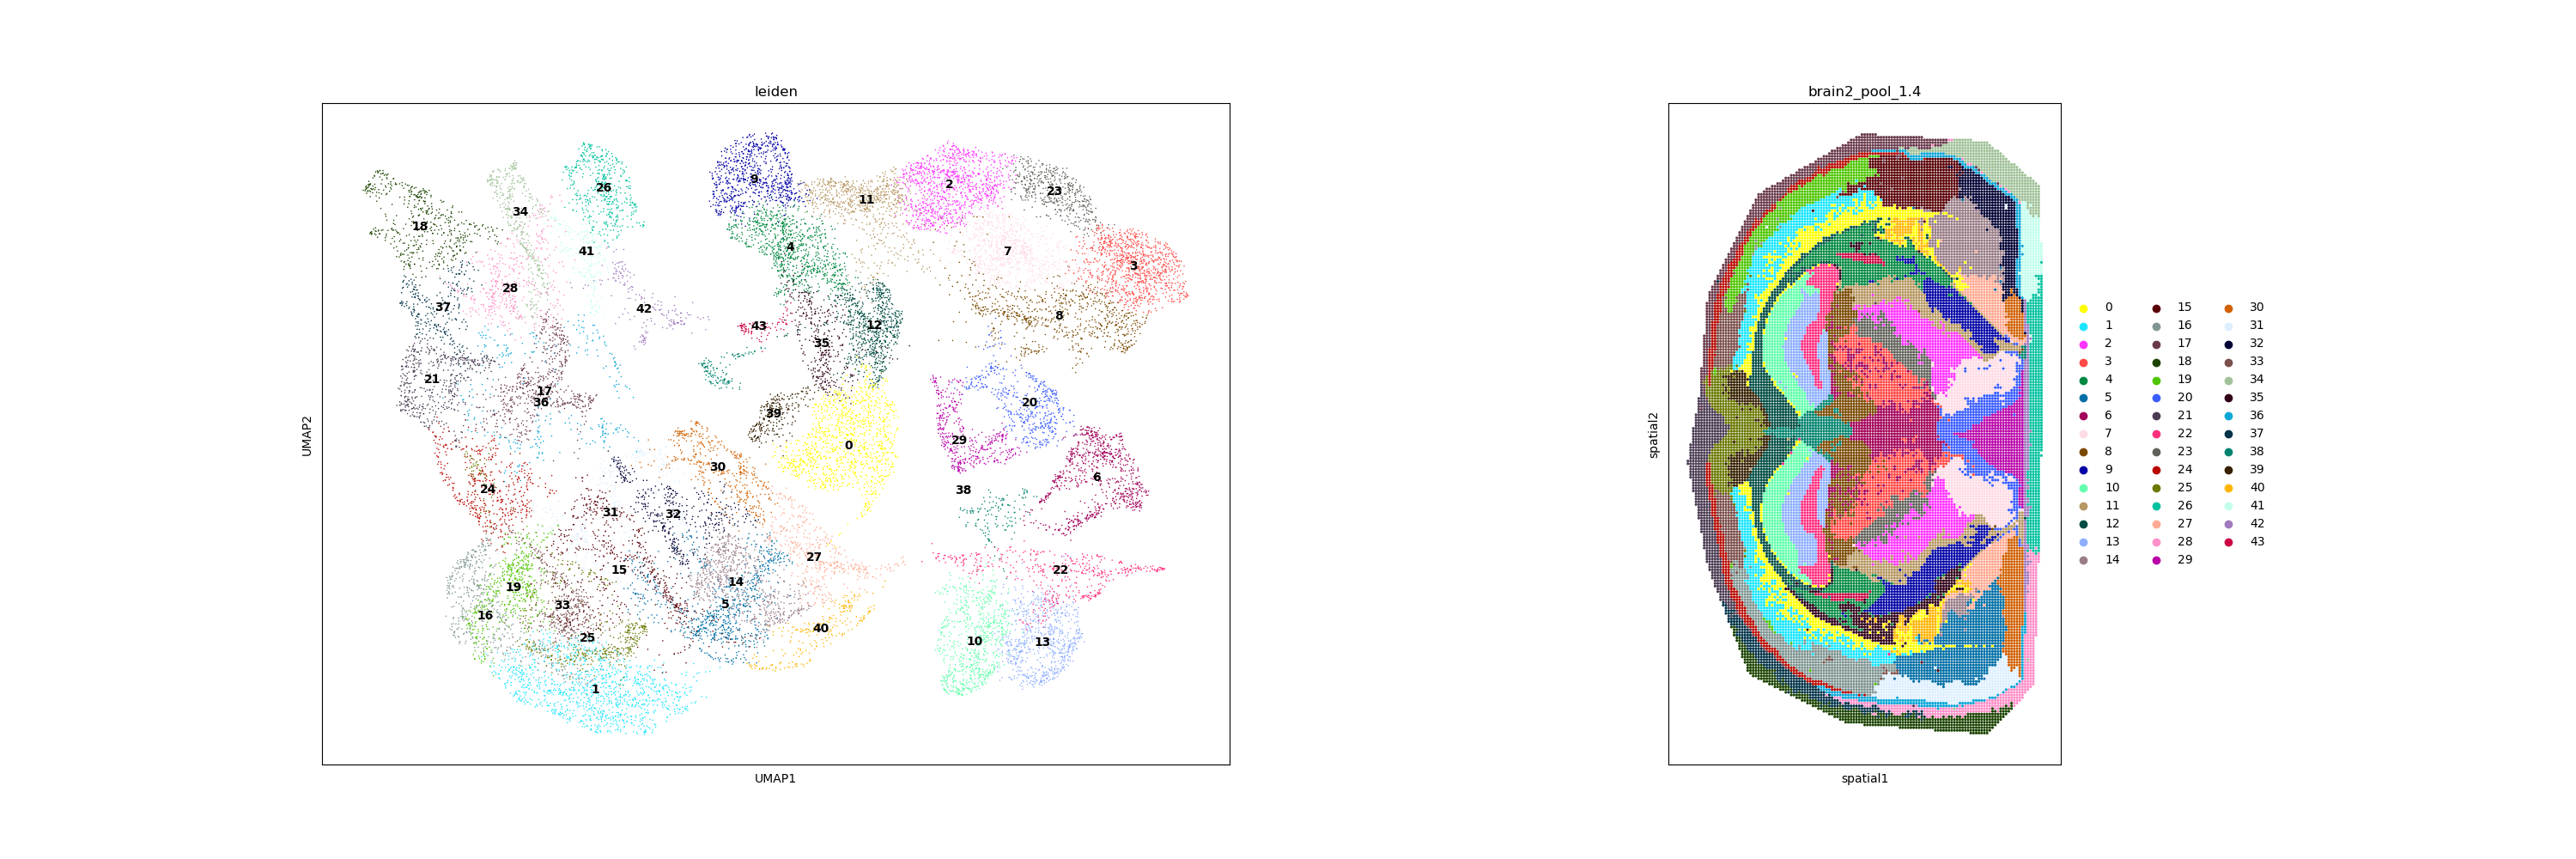 leiden
9
2
23
26
11
34
18
4
41
7
3
28
37
42
8
43
12
35
21
17
36
20
39
29
0
30
6
24
38
31
32
27
15
22
14
19
5
33
16
40
25
10
13
1
UMAP2
UMAP1
brain2_pool_1.4
spatial2
spatial1
0 15 30
1 16 31
2 17 32
3 18 33
4 19 34
5 20 35
6 21 36
7 22 37
8 23 38
9 24 39
10 25 40
11 26 41
12 27 42
13 28 43
14 29